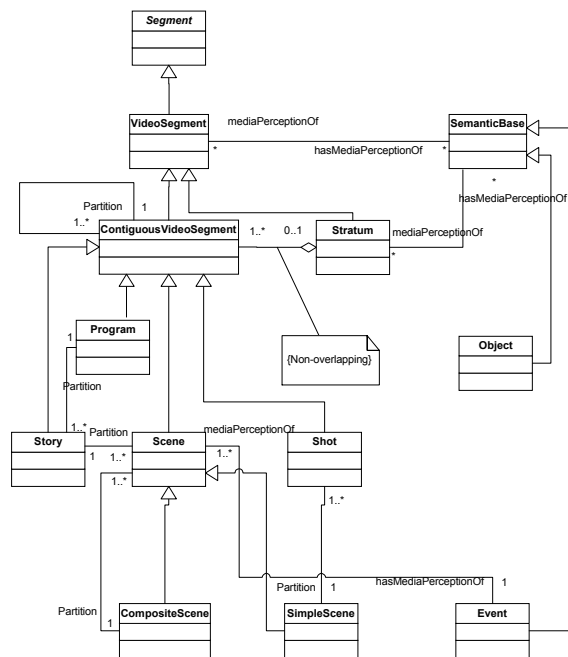 Segment
VideoSegment
mediaPerceptionOf
SemanticBase
*
hasMediaPerceptionOf
*
*
hasMediaPerceptionOf
Partition
1
1..*
ContiguousVideoSegment
1..*
0..1
Stratum
mediaPerceptionOf
*
Program
1
{Non-overlapping}
Object
Partition
1..*
Story
Partition
1
1..*
Scene
mediaPerceptionOf
1..*
1..*
Shot
1..*
Partition
1
CompositeScene
Partition
1
SimpleScene
hasMediaPerceptionOf
1
Event